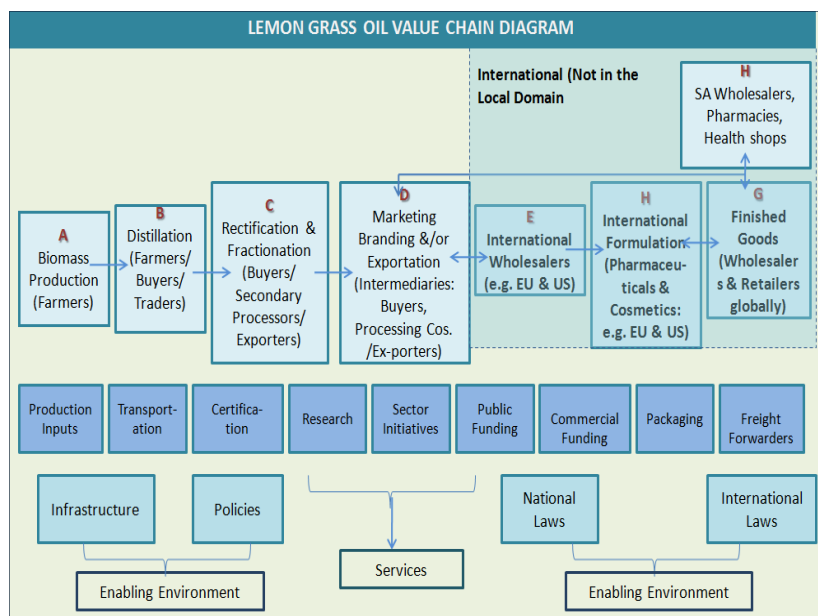 LEMON GRASS OIL VALUE CHAIN DIAGRAM
International (Not in the
Local Domain
H
SA Wholesalers,
Pharmacies,
Health shops
A
Biomass
Production
(Farmers)
B
Distillation
(Farmers/
Buyers/
Traders)
C
Rectification &
Fractionation
(Buyers/
Secondary
Processors/
Exporters)
D
Marketing
Branding &/or
Exportation
(Intermediaries:
Buyers,
Processing Cos.
/Ex-porters)
E
International
Wholesalers
(e.g. EU & US)
H
International
Formulation
(Pharmaceu-
ticals &
Cosmetics:
e.g. EU & US)
G
Finished
Goods
(Wholesaler
s & Retailers
globally)
Production
Inputs
Transport-
ation
Certifica-
tion
Research
Sector
Initiatives
Public
Funding
Commercial
Funding
Packaging
Freight
Forwarders
Infrastructure
Policies
National
Laws
International
Laws
Enabling Environment
Services
Enabling Environment